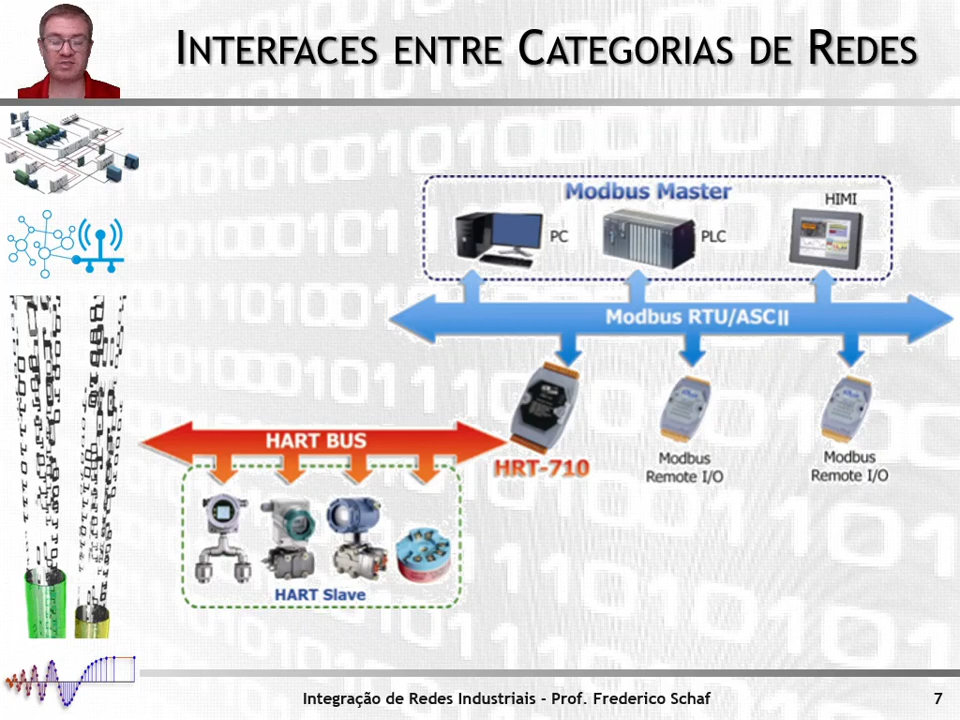 Interfaces entre Categorias de Redes
Modbus Master
PC
PLC
HIMI
Modbus RTU/ASCII
HART BUS
HRT-710
Modbus
Remote I/O
Modbus
Remote I/O
HART Slave
Integração de Redes Industriais - Prof. Frederico Schaf
7